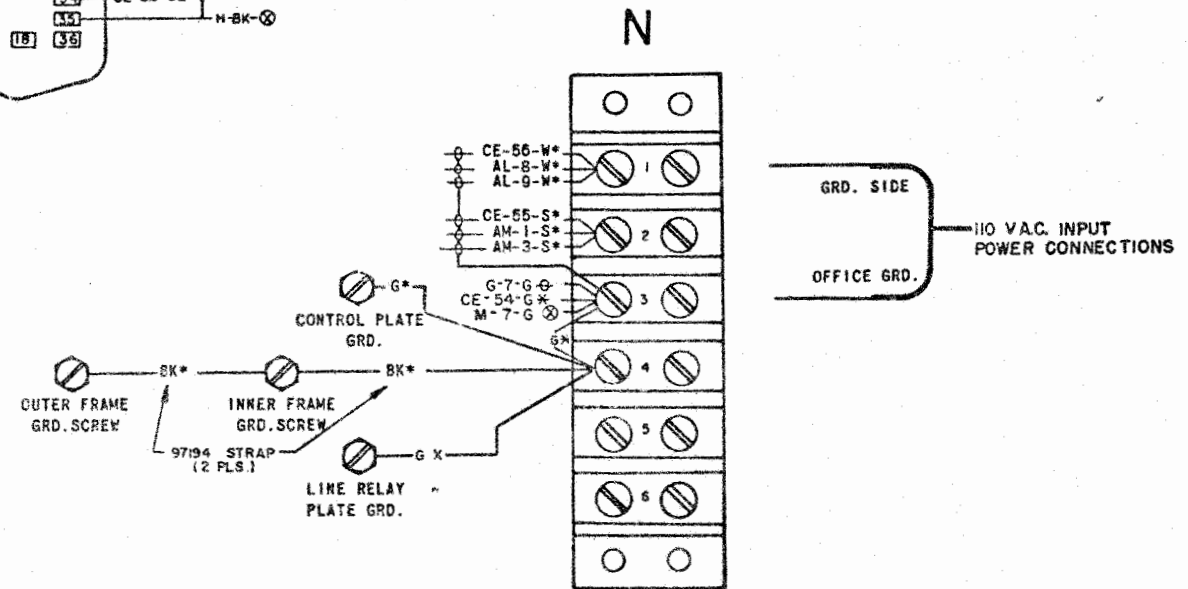 35
M-BK-⊗
18 36
N
CE-56-W*
AL-8-W*
AL-9-W*
1
GRD. SIDE
CE-55-S*
AM-1-S*
AM-3-S*
2
110 V.A.C. INPUT
POWER CONNECTIONS
OFFICE GRD.
G-7-G
CE-54-G*
M-7-G ⊗
3
G*
CONTROL PLATE
GRD.
G*
4
BK*
BK*
OUTER FRAME
GRD.SCREW
INNER FRAME
GRD.SCREW
5
97194 STRAP
(2 PLS.)
G X
LINE RELAY
PLATE GRD.
6